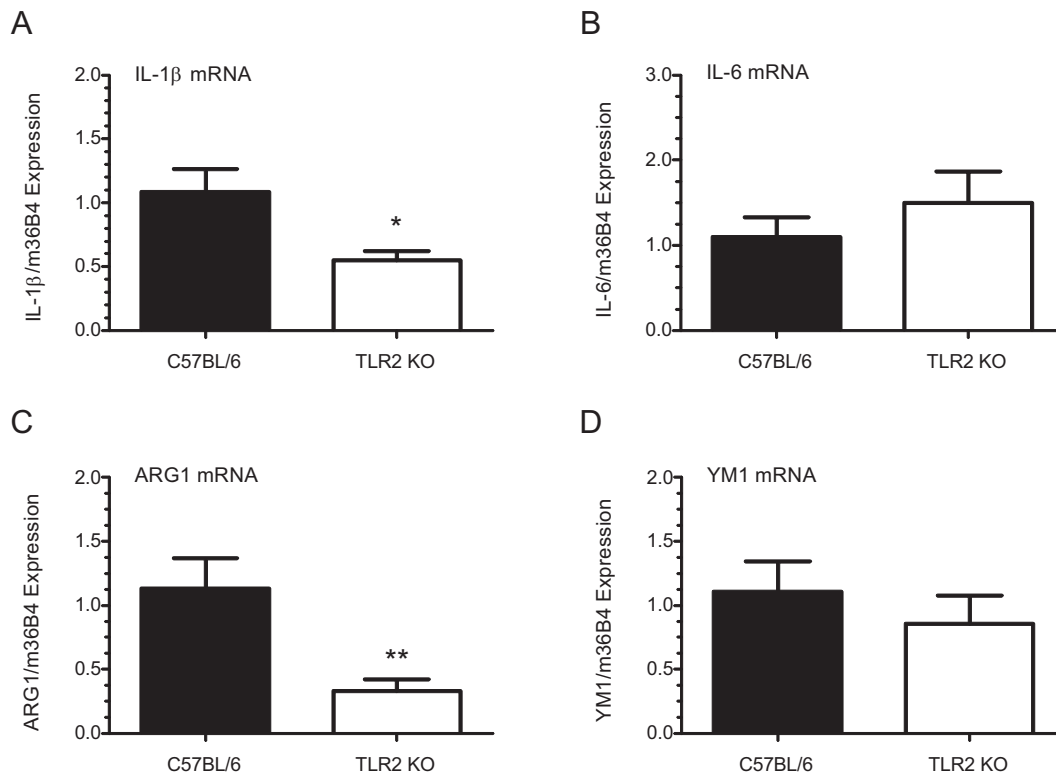 A
IL-1β mRNA
IL-1β/m36B4 Expression
2.0
1.5
1.0
0.5
0.0
*
C57BL/6
TLR2 KO
B
IL-6 mRNA
IL-6/m36B4 Expression
3.0
2.0
1.0
0.0
C57BL/6
TLR2 KO
C
ARG1 mRNA
ARG1/m36B4 Expression
2.0
1.5
1.0
0.5
0.0
**
C57BL/6
TLR2 KO
D
YM1 mRNA
YM1/m36B4 Expression
2.0
1.5
1.0
0.5
0.0
C57BL/6
TLR2 KO